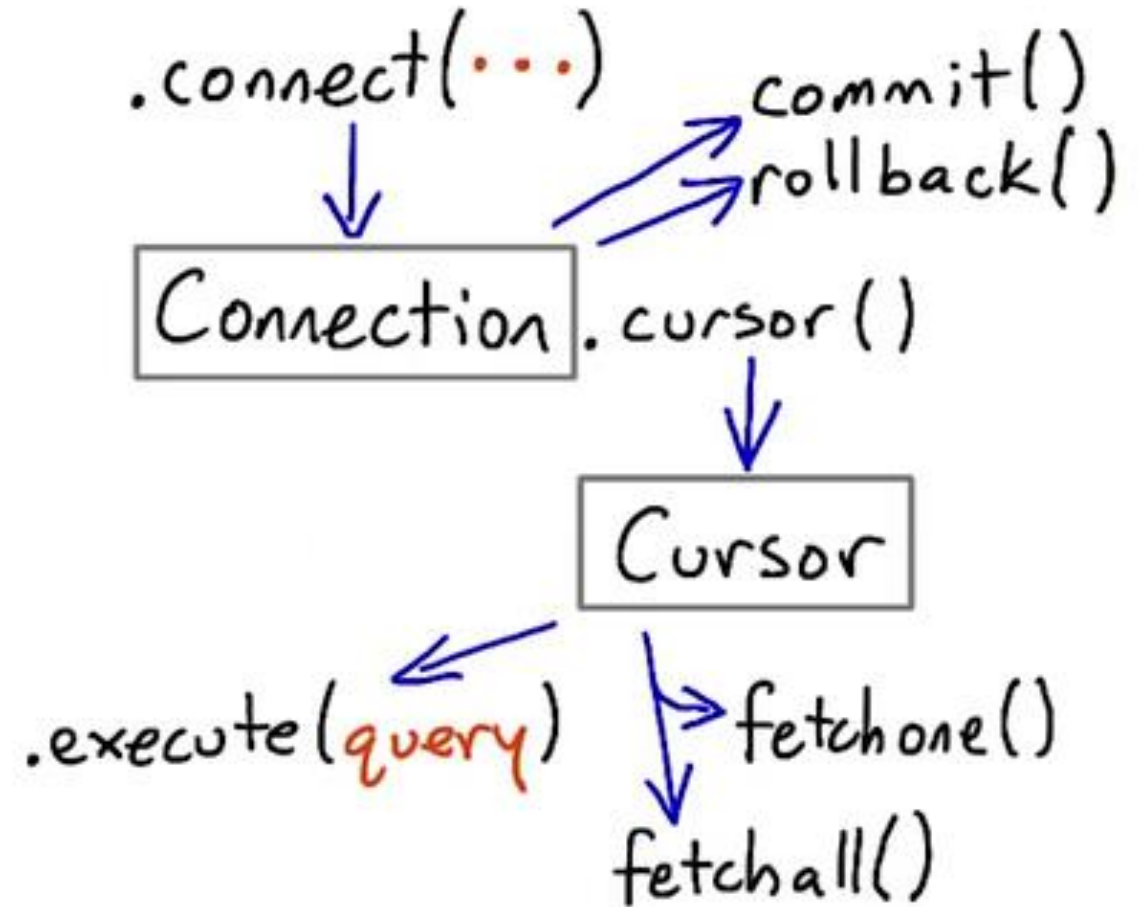 .connect(...)
commit()
rollback()
Connection.cursor()
Cursor
.execute(query)
fetchone()
fetchall()